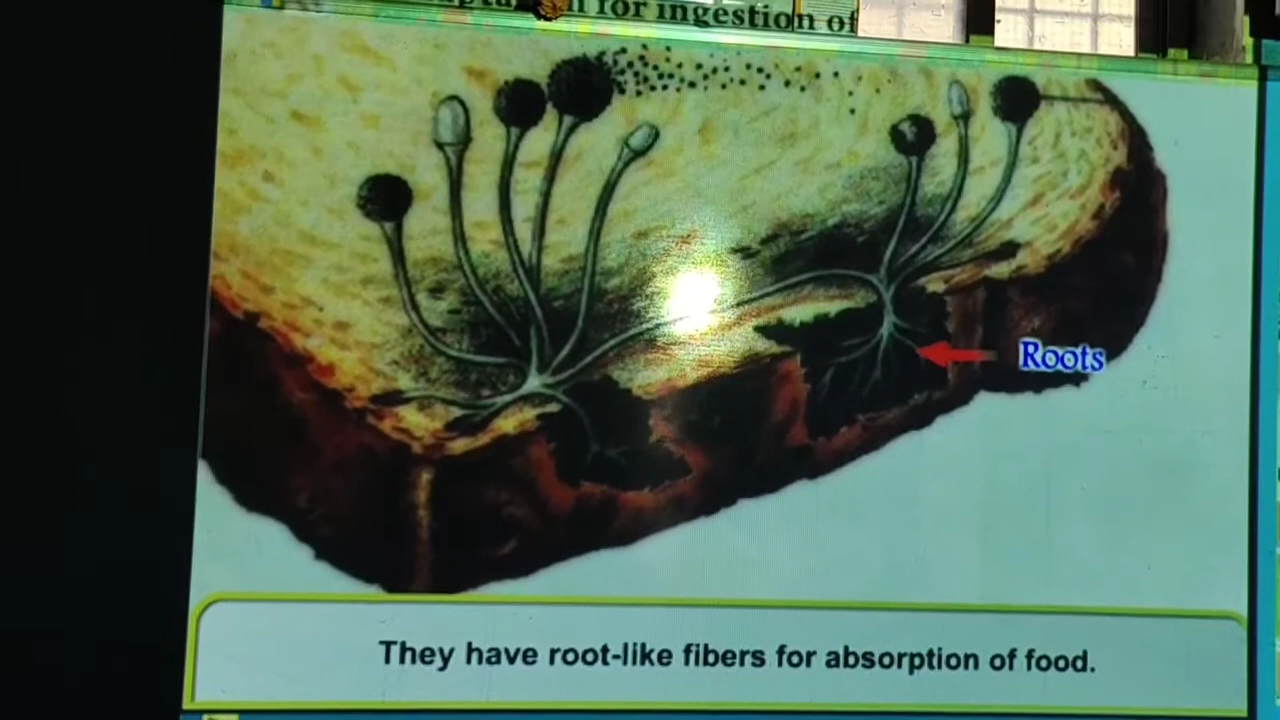 for ingestion of
Roots
They have root-like fibers for absorption of food.